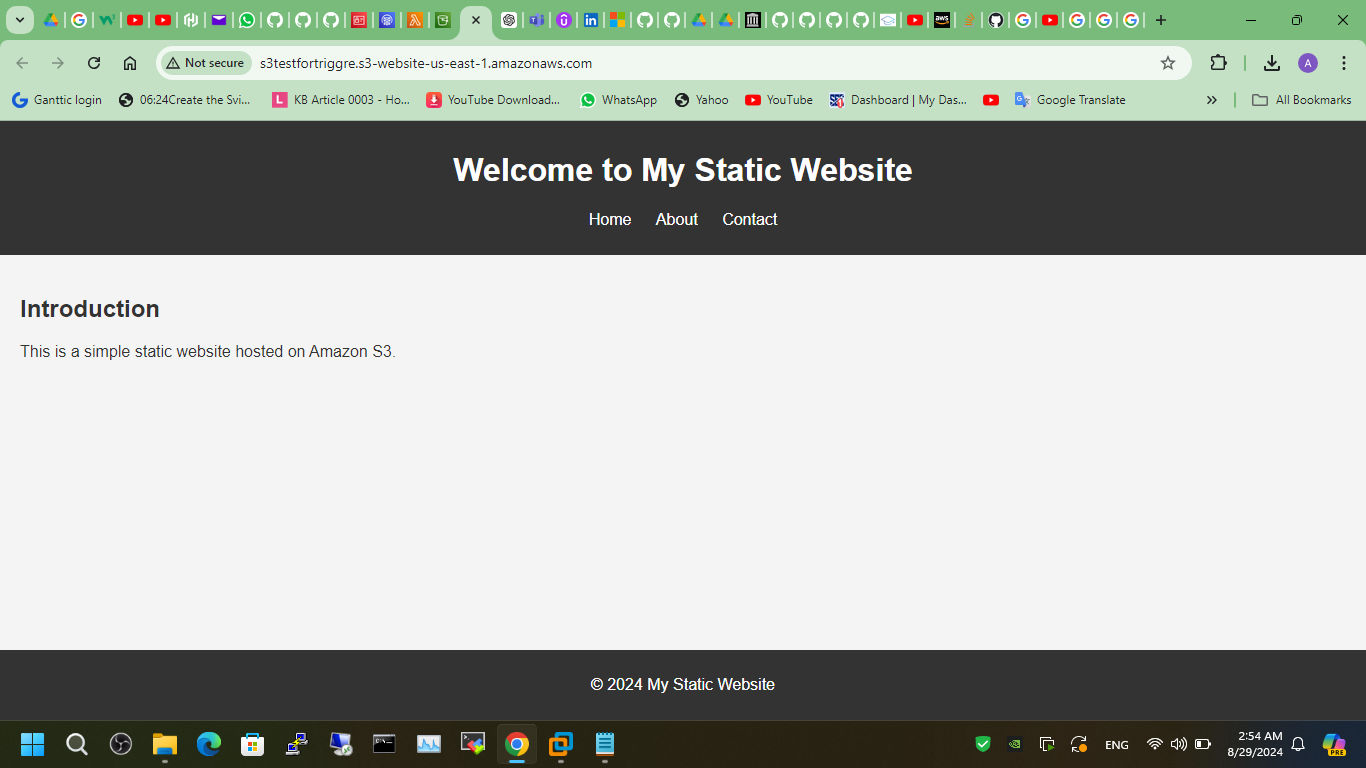 Not secure
s3testfortriggre.s3-website-us-east-1.amazonaws.com
A
Ganttic login
06:24Create the Svi...
L
KB Article 0003 - Ho...
YouTube Download...
WhatsApp
Yahoo
YouTube
Dashboard | My Das...
Google Translate
»
All Bookmarks
Welcome to My Static Website
Home About Contact
Introduction
This is a simple static website hosted on Amazon S3.
© 2024 My Static Website
ENG
2:54 AM
8/29/2024
PRE